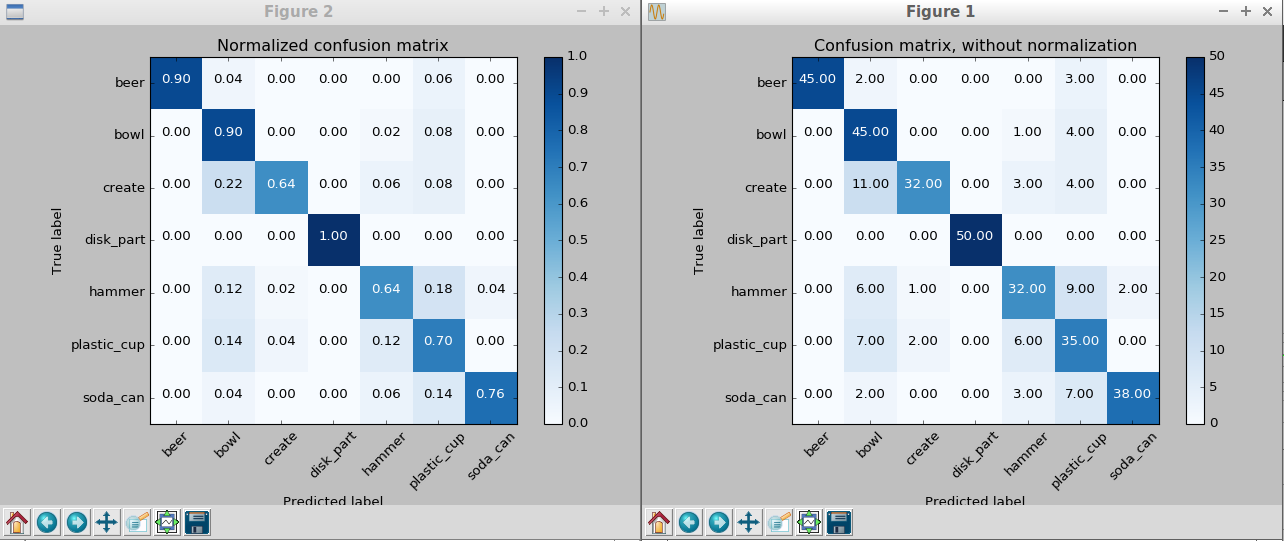 Figure 2
Normalized confusion matrix
True label
beer 0.90 0.04 0.00 0.00 0.00 0.06 0.00
bowl 0.00 0.90 0.00 0.00 0.02 0.08 0.00
create 0.00 0.22 0.64 0.00 0.06 0.08 0.00
disk_part 0.00 0.00 0.00 1.00 0.00 0.00 0.00
hammer 0.00 0.12 0.02 0.00 0.64 0.18 0.04
plastic_cup 0.00 0.14 0.04 0.00 0.12 0.70 0.00
soda_can 0.00 0.04 0.00 0.00 0.06 0.14 0.76
beer bowl create disk_part hammer plastic_cup soda_can
Predicted label
1.0
0.9
0.8
0.7
0.6
0.5
0.4
0.3
0.2
0.1
0.0
Figure 1
Confusion matrix, without normalization
True label
beer 45.00 2.00 0.00 0.00 0.00 3.00 0.00
bowl 0.00 45.00 0.00 0.00 1.00 4.00 0.00
create 0.00 11.00 32.00 0.00 3.00 4.00 0.00
disk_part 0.00 0.00 0.00 50.00 0.00 0.00 0.00
hammer 0.00 6.00 1.00 0.00 32.00 9.00 2.00
plastic_cup 0.00 7.00 2.00 0.00 6.00 35.00 0.00
soda_can 0.00 2.00 0.00 0.00 3.00 7.00 38.00
beer bowl create disk_part hammer plastic_cup soda_can
Predicted label
50
45
40
35
30
25
20
15
10
5
0